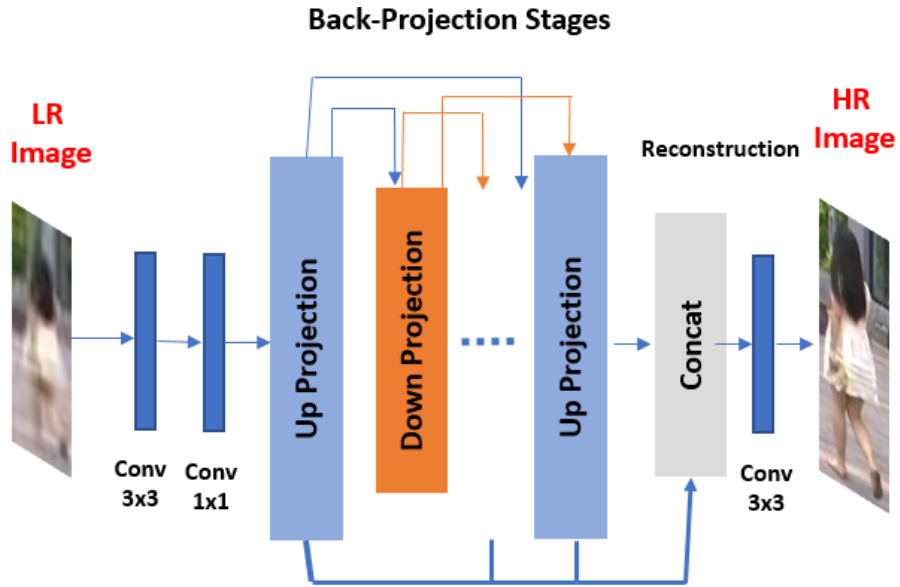 Back-Projection Stages
LR
Image
HR
Image
Reconstruction
Up Projection
Down Projection
Up Projection
Concat
Conv
3x3
Conv
1x1
Conv
3x3